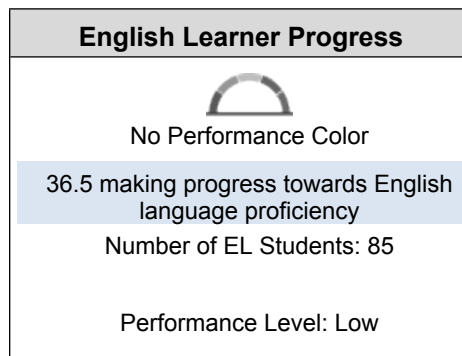 English Learner Progress
No Performance Color
36.5 making progress towards English
language proficiency
Number of EL Students: 85
Performance Level: Low